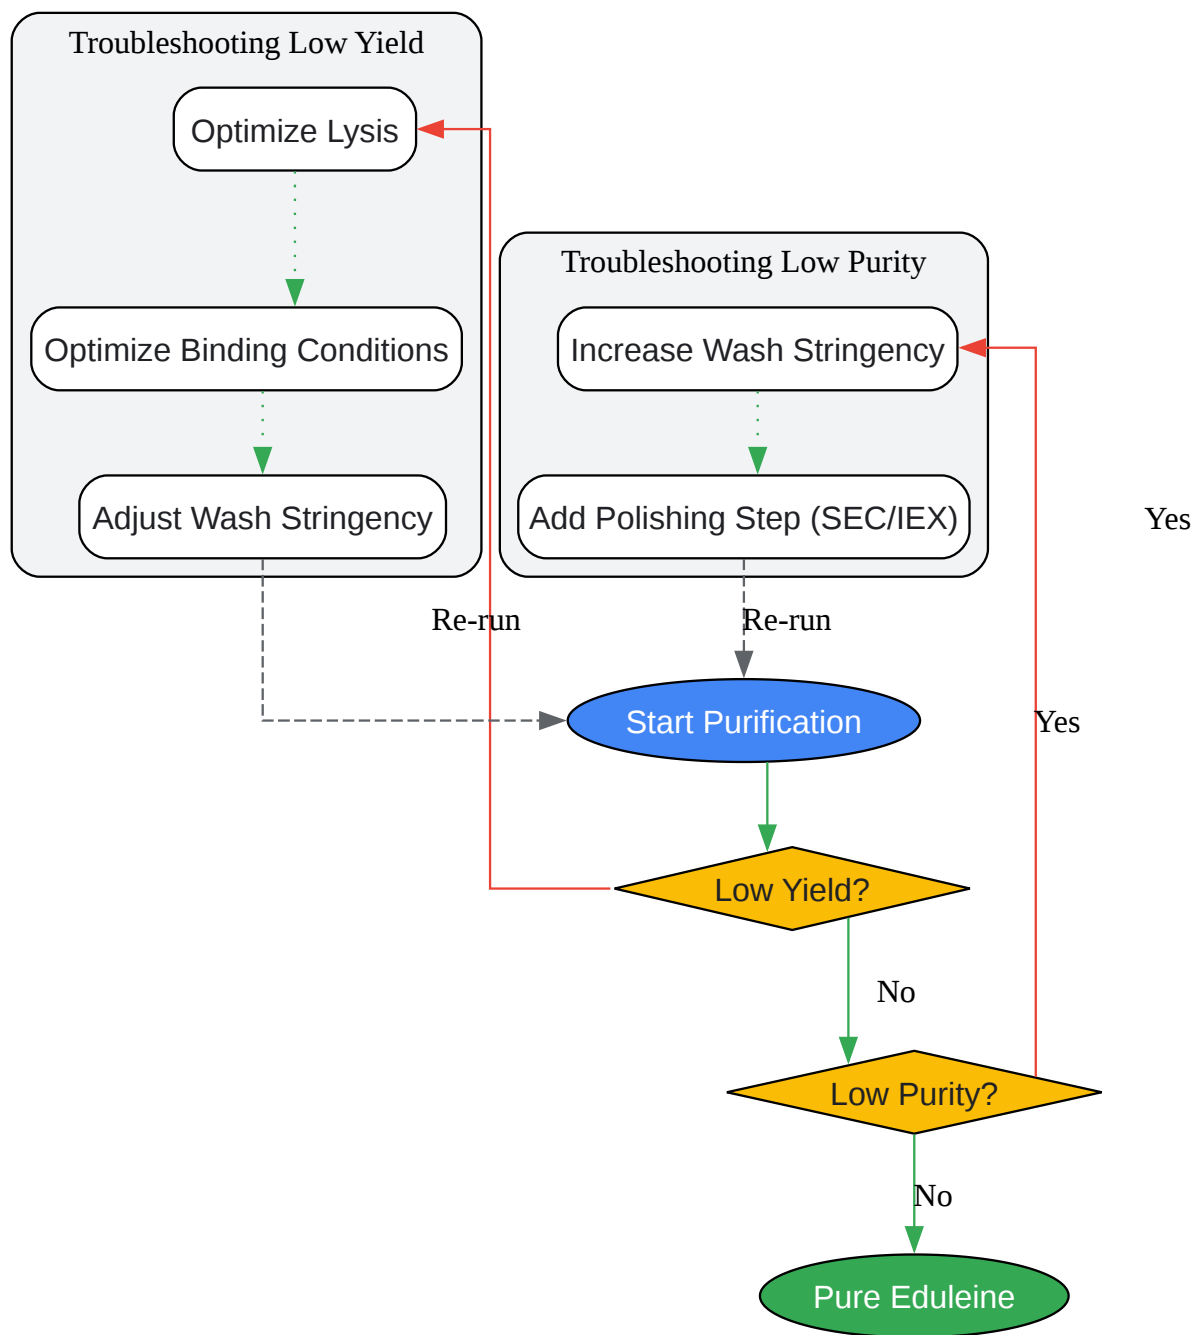 Troubleshooting Low Yield
Optimize Lysis
Troubleshooting Low Purity
Optimize Binding Conditions
Increase Wash Stringency
Adjust Wash Stringency
Add Polishing Step (SEC/IEX)
Yes
Re-run
Re-run
Start Purification
Yes
Low Yield?
No
Low Purity?
No
Pure Eduleine